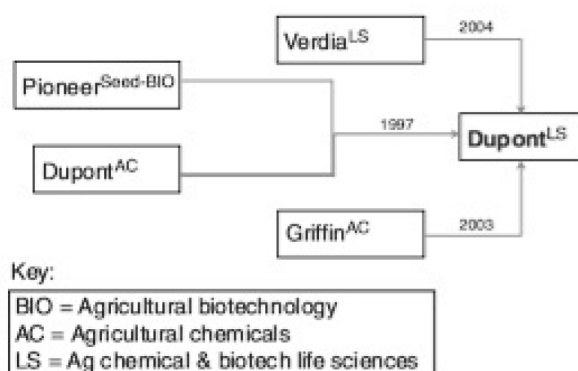 Verdia^LS
2004
Pioneer^Seed-BIO
1997
Dupont^LS
Dupont^AC
Griffin^AC
2003
Key:
BIO = Agricultural biotechnology
AC = Agricultural chemicals
LS = Ag chemical & biotech life sciences